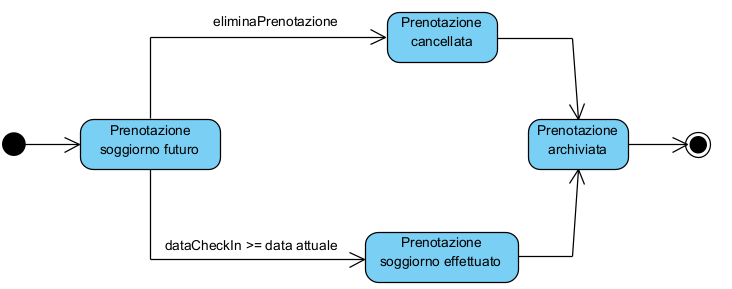 eliminaPrenotazione
Prenotazione
cancellata
Prenotazione
soggiorno futuro
Prenotazione
archiviata
dataCheckIn >= data attuale
Prenotazione
soggiorno effettuato